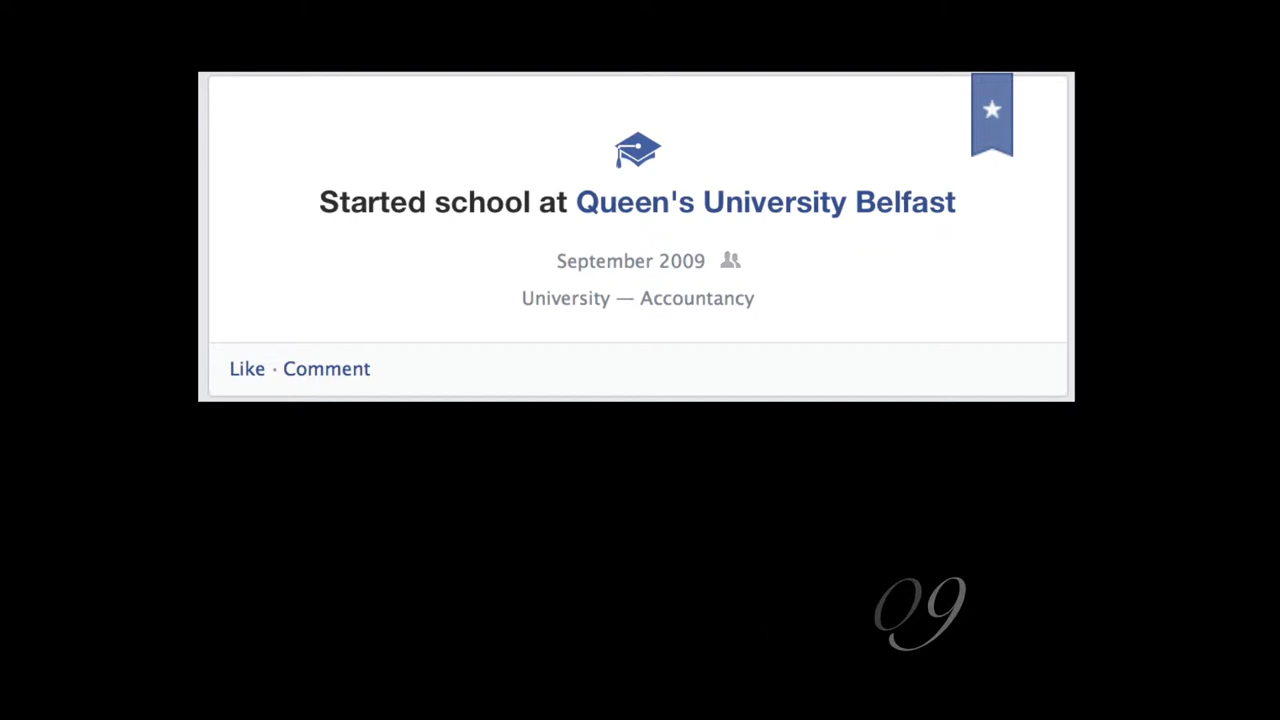 Started school at Queen's University Belfast
September 2009
University — Accountancy
Like · Comment
09